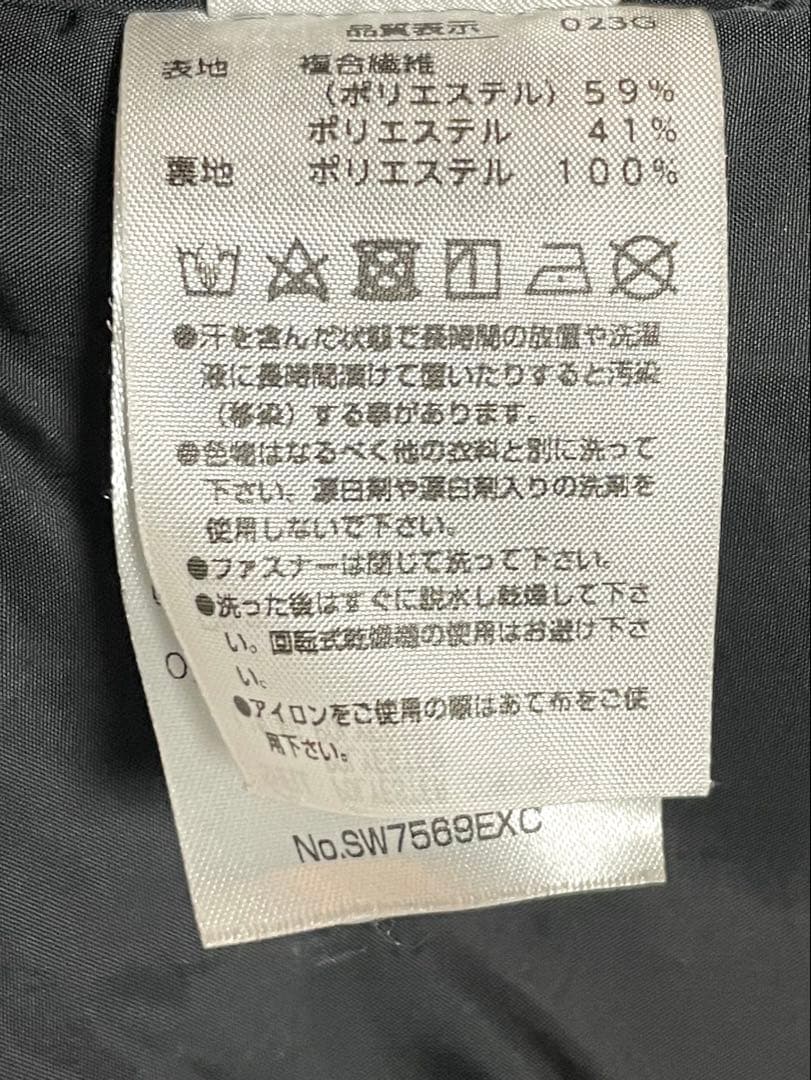 品質表示 023G
表地 複合繊維
(ポリエステル) 59%
ポリエステル 41%
裏地 ポリエステル 100%
●汗を含んだ状態で長時間の放置や洗濯
液に長時間漬けて置いたりすると汚染
(移染)する事があります。
●色物はなるべく他の衣料と別に洗って
下さい。漂白剤や漂白剤入りの洗剤を
使用しないで下さい。
●ファスナーは閉じて洗って下さい。
●洗った後はすぐに脱水し乾燥して下さ
い。回転式乾燥機の使用はお避け下さ
い。
●アイロンをご使用の際はあて布をご使
用下さい。
No.SW7569EXC